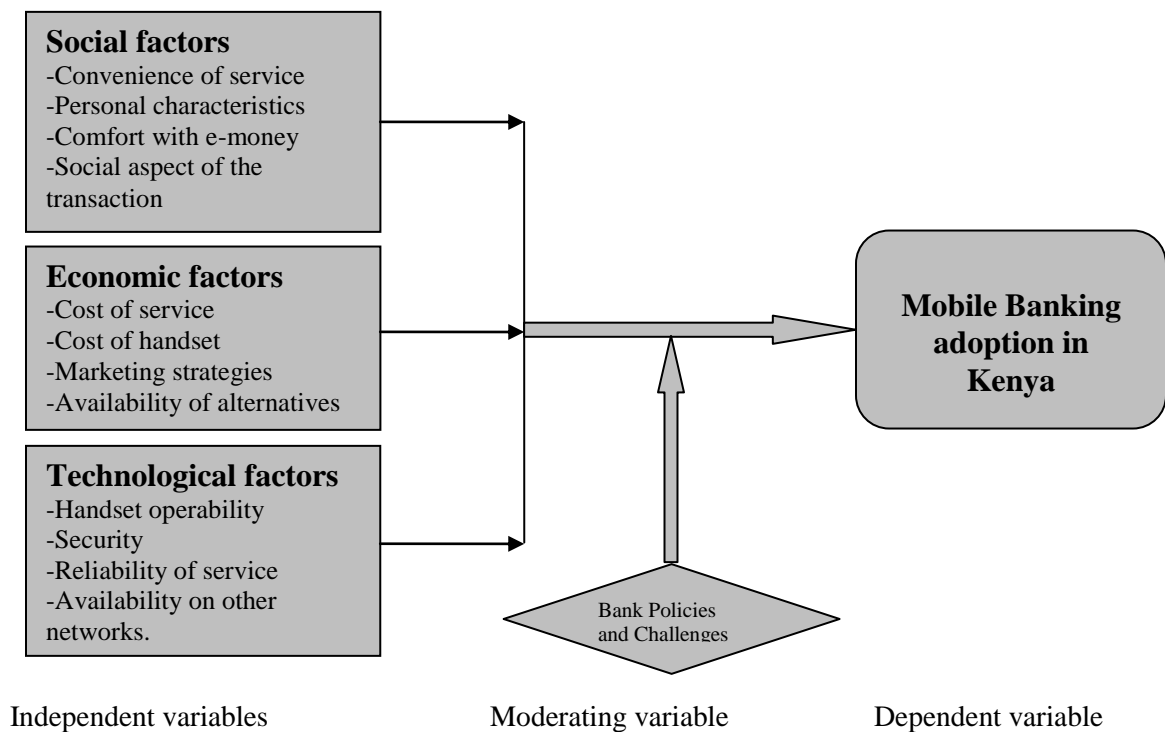 Social factors
-Convenience of service
-Personal characteristics
-Comfort with e-money
-Social aspect of the
transaction
Economic factors
-Cost of service
-Cost of handset
-Marketing strategies
-Availability of alternatives
Technological factors
-Handset operability
-Security
-Reliability of service
-Availability on other
networks.
Mobile Banking
adoption in
Kenya
Bank Policies
and Challenges
Independent variables
Moderating variable
Dependent variable